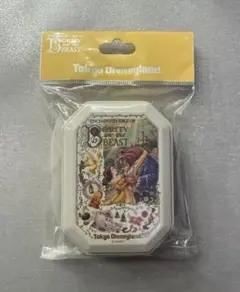 BEAUTY
AND THE
BEAST
Tokyo Disneyland
ENCHANTED TALE OF
BEAUTY
AND THE
BEAST
Tokyo Disneyland